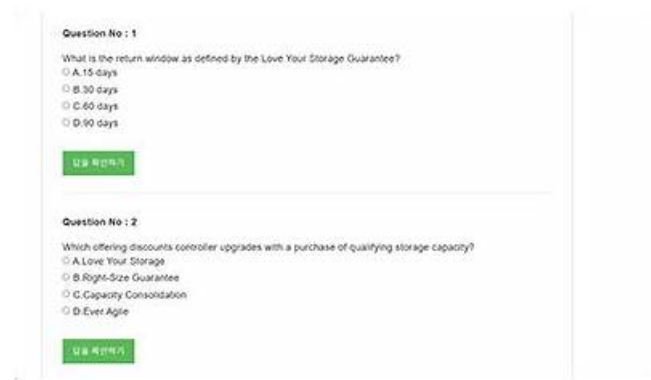 Question No : 1
What is the return window as defined by the Love Your Storage Guarantee?
A.15 days
B.30 days
C.60 days
D.90 days
답을 확인하기
Question No : 2
Which offering discounts controller upgrades with a purchase of qualifying storage capacity?
A.Love Your Storage
B.Right-Size Guarantee
C.Capacity Consolidation
D.Ever Agile
답을 확인하기